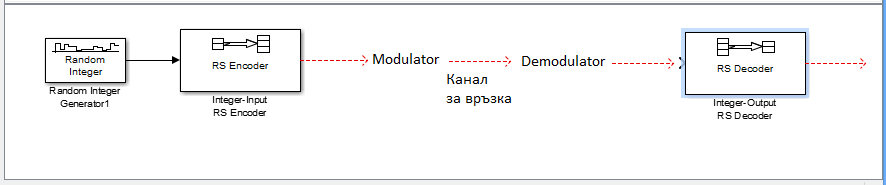 Random
Integer
Random Integer
Generator1
RS Encoder
Integer-Input
RS Encoder
Modulator
Канал
за връзка
Demodulator
RS Decoder
Integer-Output
RS Decoder